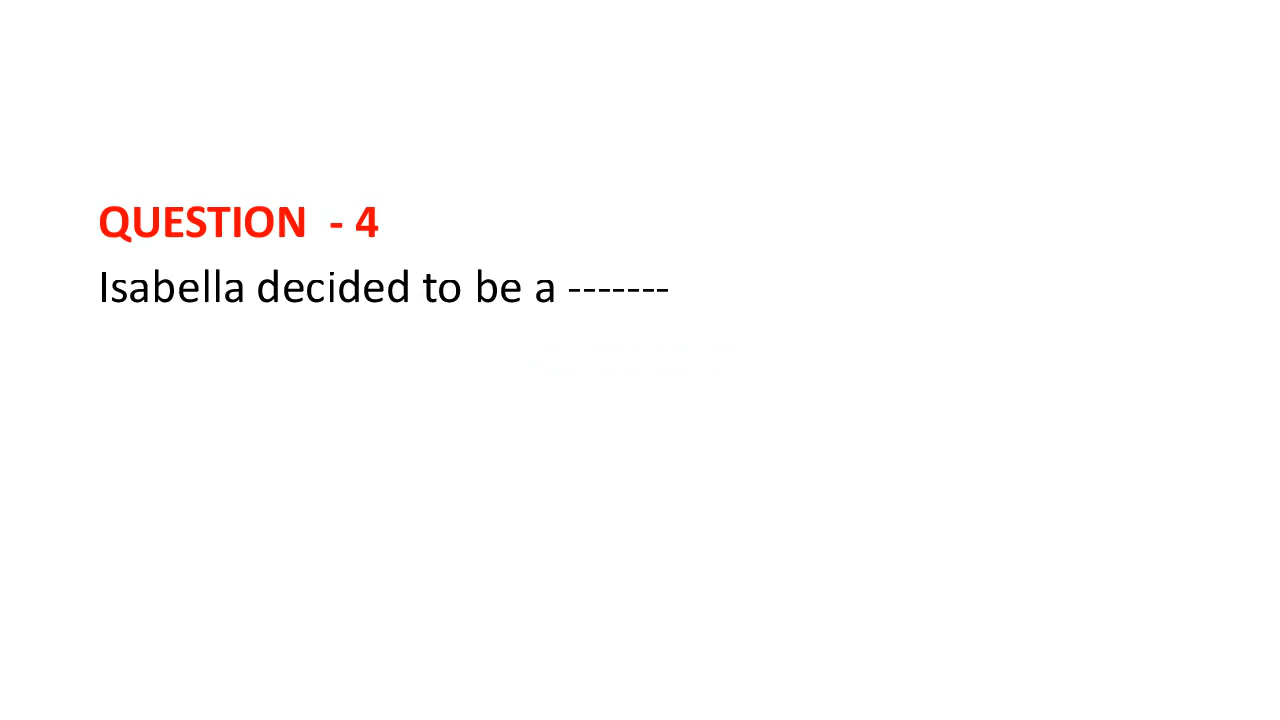 QUESTION  - 4
Isabella decided to be a -------